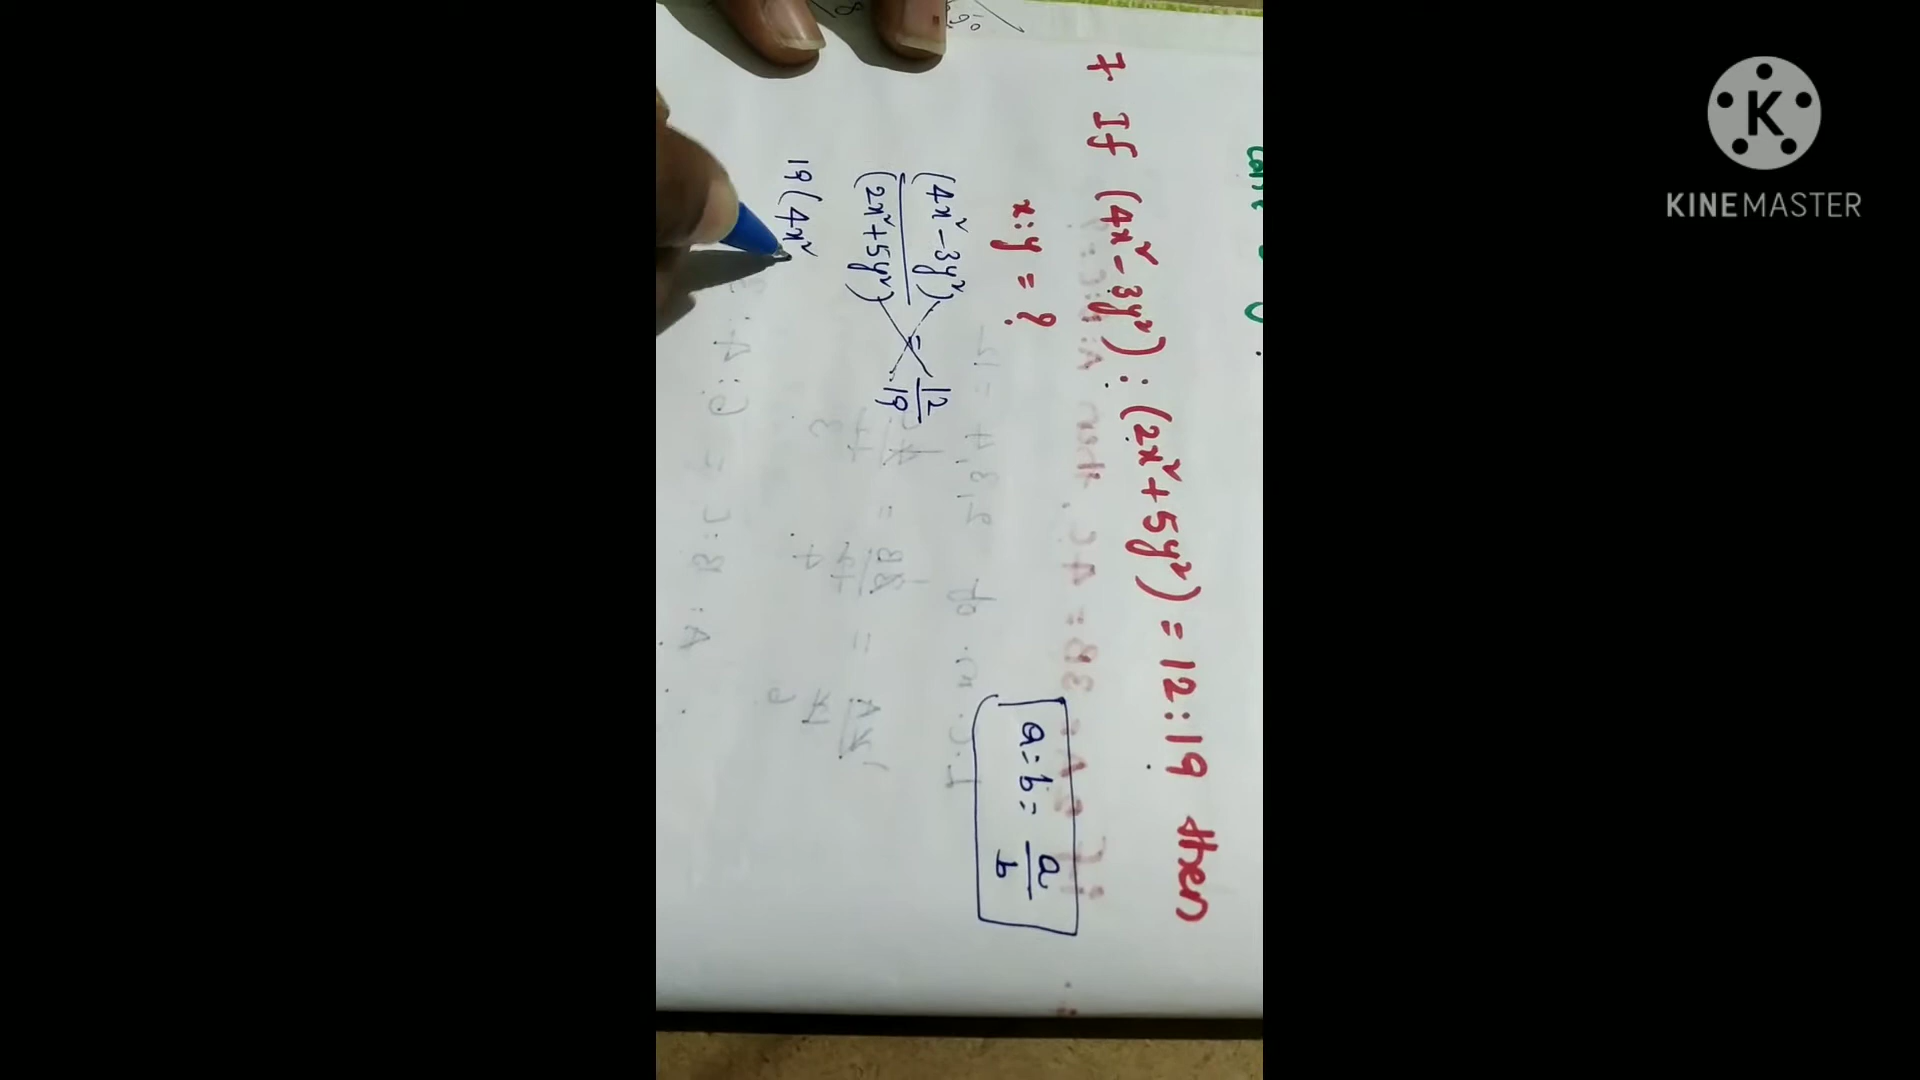 7. If (4x² - 3y²) : (2x² + 5y²) = 12 : 19 then
x : y = ?
a : b = a/b
(4x² - 3y²)/(2x² + 5y²) = 12/19
19(4x²
KINEMASTER